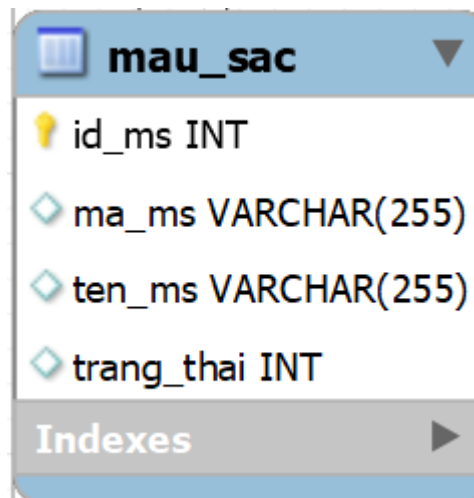 mau_sac
id_ms INT
ma_ms VARCHAR(255)
ten_ms VARCHAR(255)
trang_thai INT
Indexes